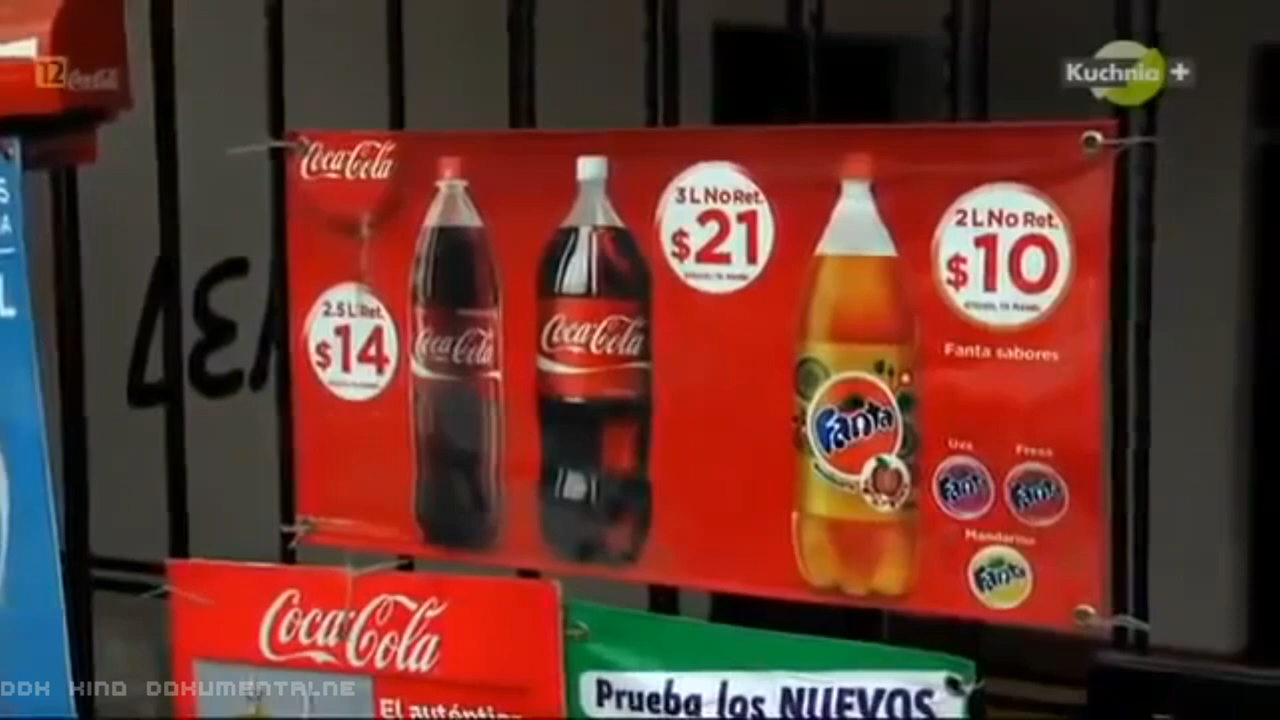 12
Coca-Cola
Kuchnia +
Coca-Cola
3 L No Ret.
$21
2 L No Ret.
$10
2.5 L Ret.
$14
Coca-Cola
Coca-Cola
Fanta sabores
Fanta
Uva
Fresa
Fanta
Fanta
Mandarina
Fanta
Coca-Cola
El auténtico
Prueba los NUEVOS
DDK KINO DOKUMENTALNE